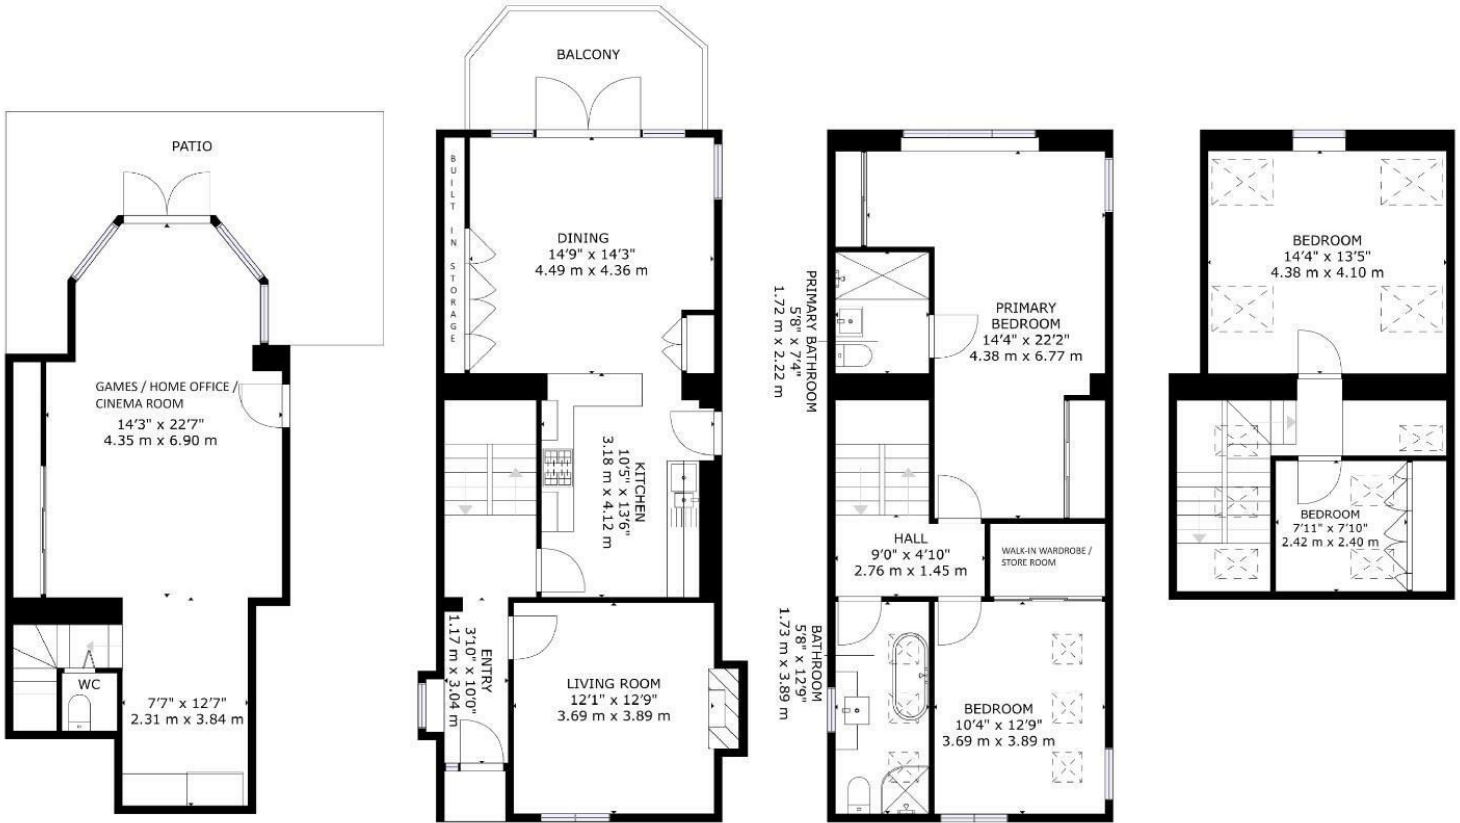 PATIO
GAMES / HOME OFFICE /
CINEMA ROOM
14'3" x 22'7"
4.35 m x 6.90 m
WC
7'7" x 12'7"
2.31 m x 3.84 m
BALCONY
BUILT IN STORAGE
DINING
14'9" x 14'3"
4.49 m x 4.36 m
KITCHEN
10'5" x 13'6"
3.18 m x 4.12 m
ENTRY
3'10" x 10'0"
1.17 m x 3.04 m
LIVING ROOM
12'1" x 12'9"
3.69 m x 3.89 m
PRIMARY BATHROOM
5'8" x 7'4"
1.72 m x 2.22 m
PRIMARY
BEDROOM
14'4" x 22'2"
4.38 m x 6.77 m
HALL
9'0" x 4'10"
2.76 m x 1.45 m
WALK-IN WARDROBE /
STORE ROOM
BATHROOM
5'8" x 12'9"
1.73 m x 3.89 m
BEDROOM
10'4" x 12'9"
3.69 m x 3.89 m
BEDROOM
14'4" x 13'5"
4.38 m x 4.10 m
BEDROOM
7'11" x 7'10"
2.42 m x 2.40 m